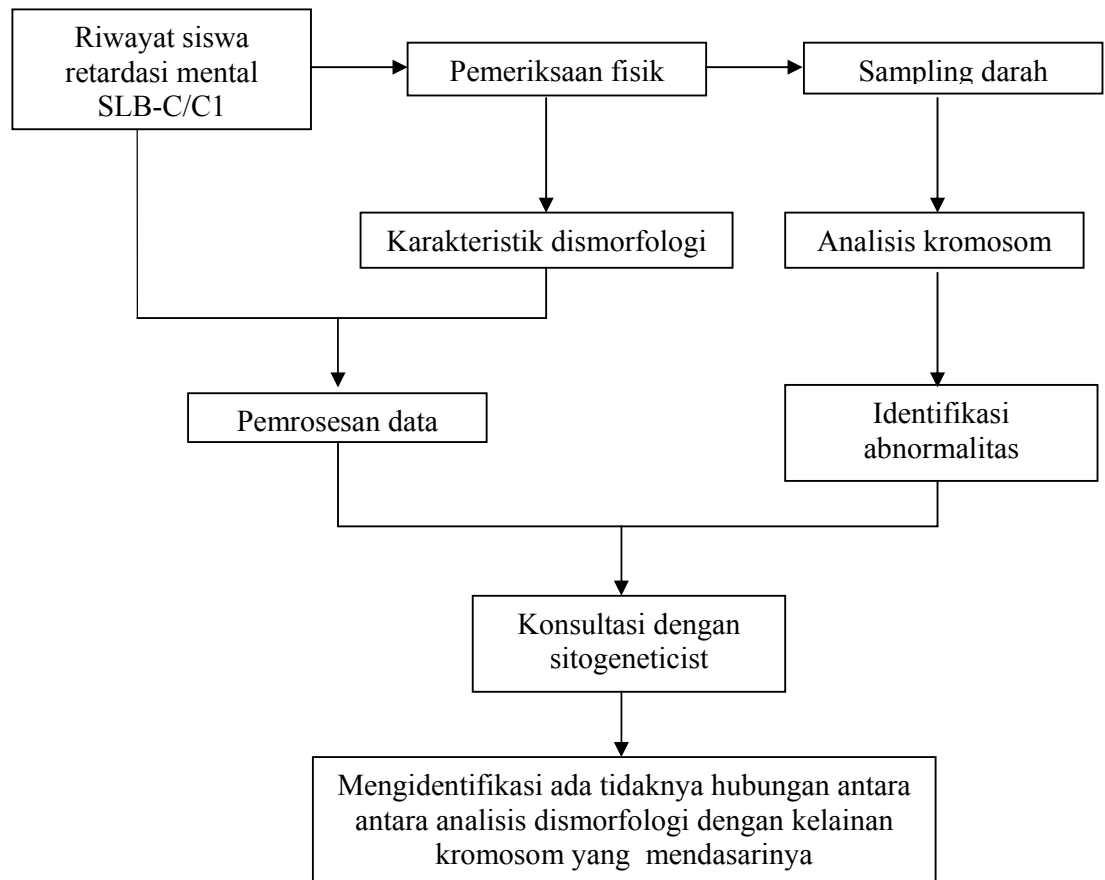 Riwayat siswa
retardasi mental
SLB-C/C1
Pemeriksaan fisik
Sampling darah
Karakteristik dismorfologi
Analisis kromosom
Pemrosesan data
Identifikasi
abnormalitas
Konsultasi dengan
sitogeneticist
Mengidentifikasi ada tidaknya hubungan antara
antara analisis dismorfologi dengan kelainan
kromosom yang mendasarinya